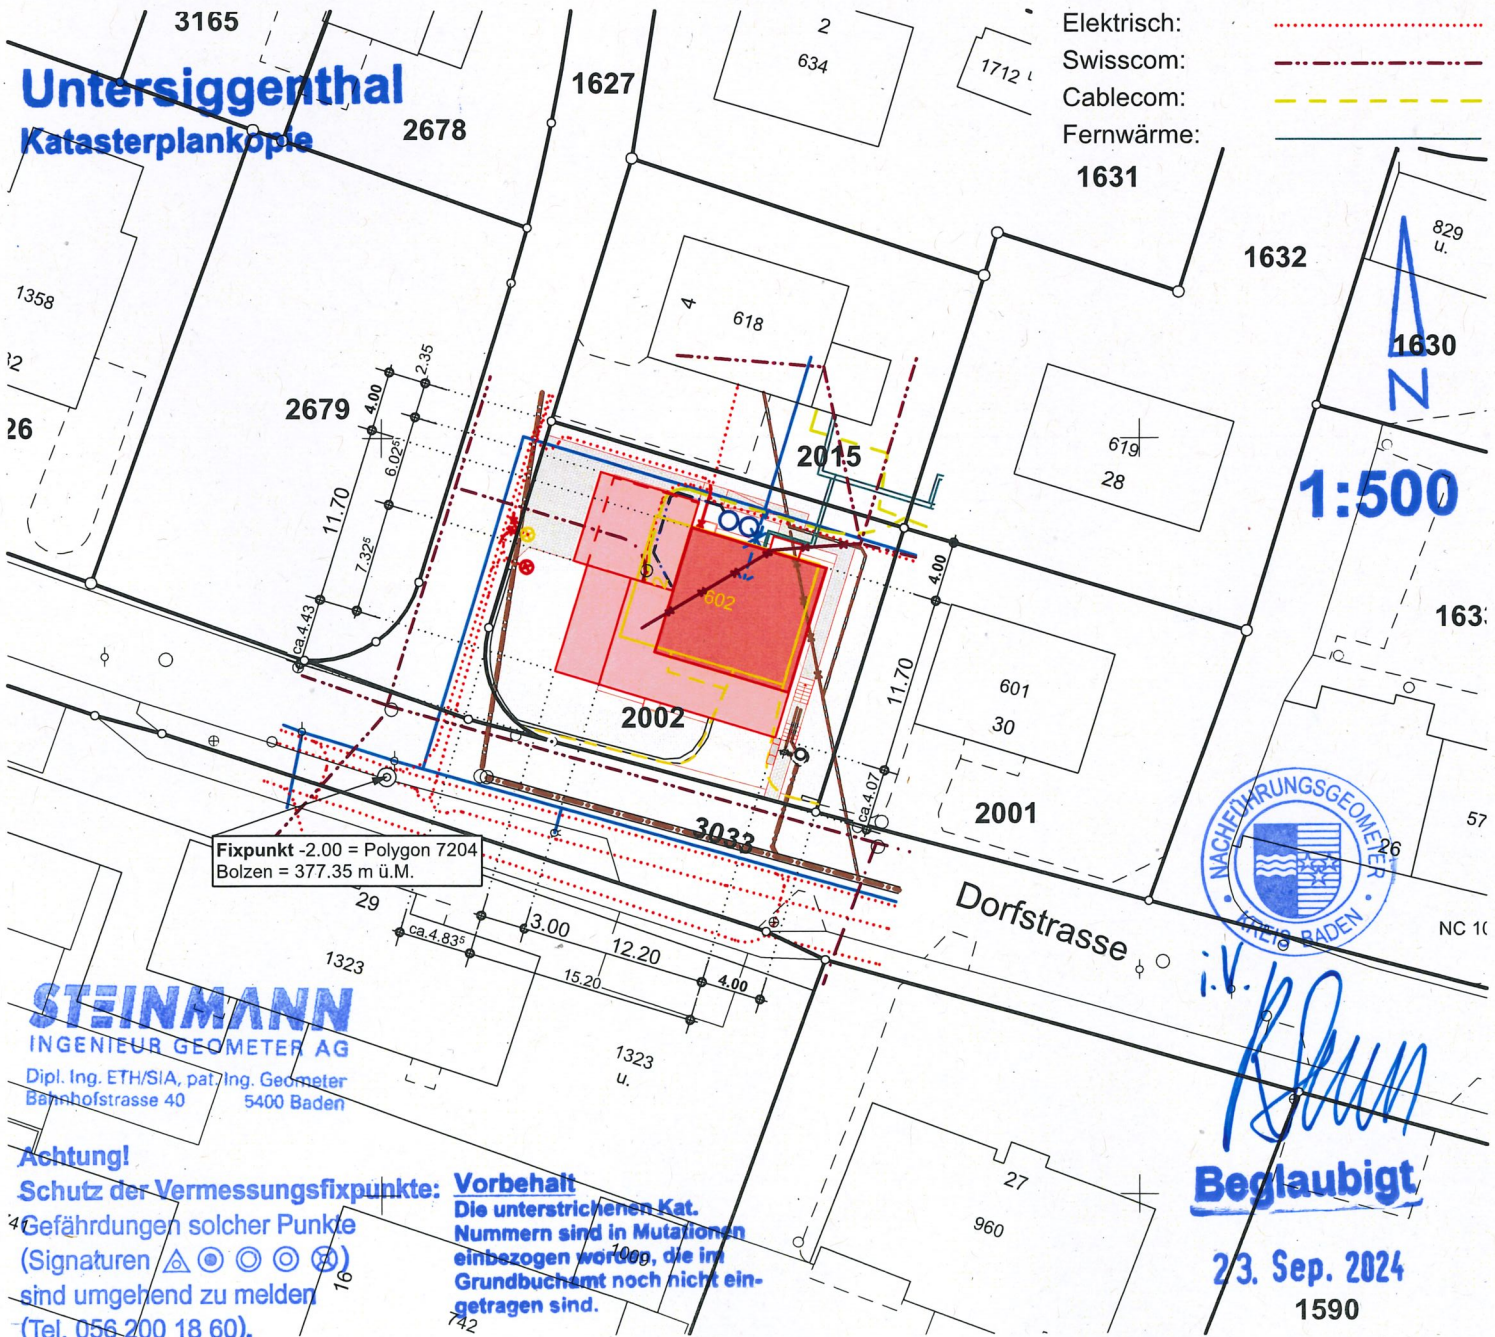 Elektrisch:
Swisscom:
Cablecom:
Fernwärme:
3165
Untersiggenthal
Katasterplankopie
2678
1627
2
634
1712
1631
1632
829
u.
1630
N
1:500
1358
26
2679
4
618
2015
619
28
2.35
4.00
6.02⁵
11.70
7.32⁵
ca.4.43
602
2002
4.00
11.70
ca.4.07
601
30
2001
3033
Fixpunkt -2.00 = Polygon 7204
Bolzen = 377.35 m ü.M.
29
ca.4.83⁵
3.00
12.20
15.20
4.00
1323
1323
u.
Dorfstrasse
NACHFÜHRUNGSGEOMETER
KREIS BADEN
26
57
STEINMANN
INGENIEUR GEOMETER AG
Dipl. Ing. ETH/SIA, pat. Ing. Geometer
Bahnhofstrasse 40 5400 Baden
i.V.
Beglaubigt
23. Sep. 2024
1590
27
960
Achtung!
Schutz der Vermessungsfixpunkte:
Gefährdungen solcher Punkte
(Signaturen )
sind umgehend zu melden
(Tel. 056 200 18 60).
Vorbehalt
Die unterstrichenen Kat.
Nummern sind in Mutationen
einbezogen worden, die im
Grundbuchamt noch nicht ein-
getragen sind.
1009
16
742